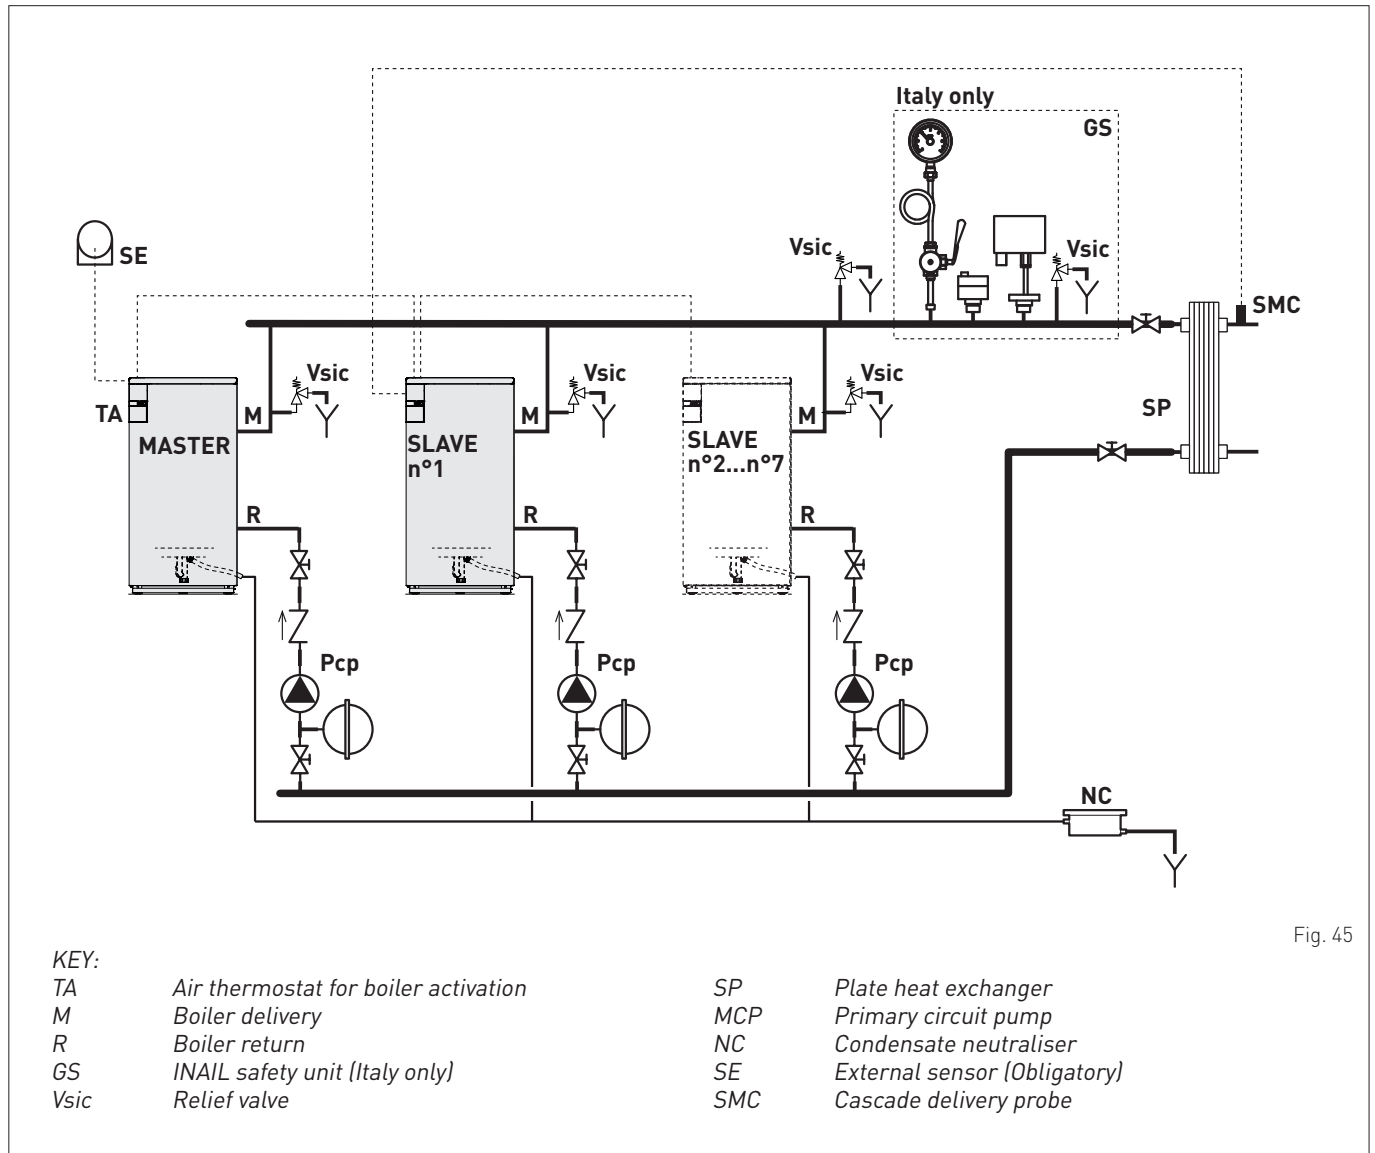 Italy only
GS
SE
Vsic
Vsic
SMC
TA
M
Vsic
M
Vsic
M
Vsic
SP
MASTER
SLAVE
n°1
SLAVE
n°2...n°7
R
R
R
Pcp
Pcp
Pcp
NC
Fig. 45
KEY:
TA Air thermostat for boiler activation
M Boiler delivery
R Boiler return
GS INAIL safety unit (Italy only)
Vsic Relief valve
SP Plate heat exchanger
MCP Primary circuit pump
NC Condensate neutraliser
SE External sensor (Obligatory)
SMC Cascade delivery probe